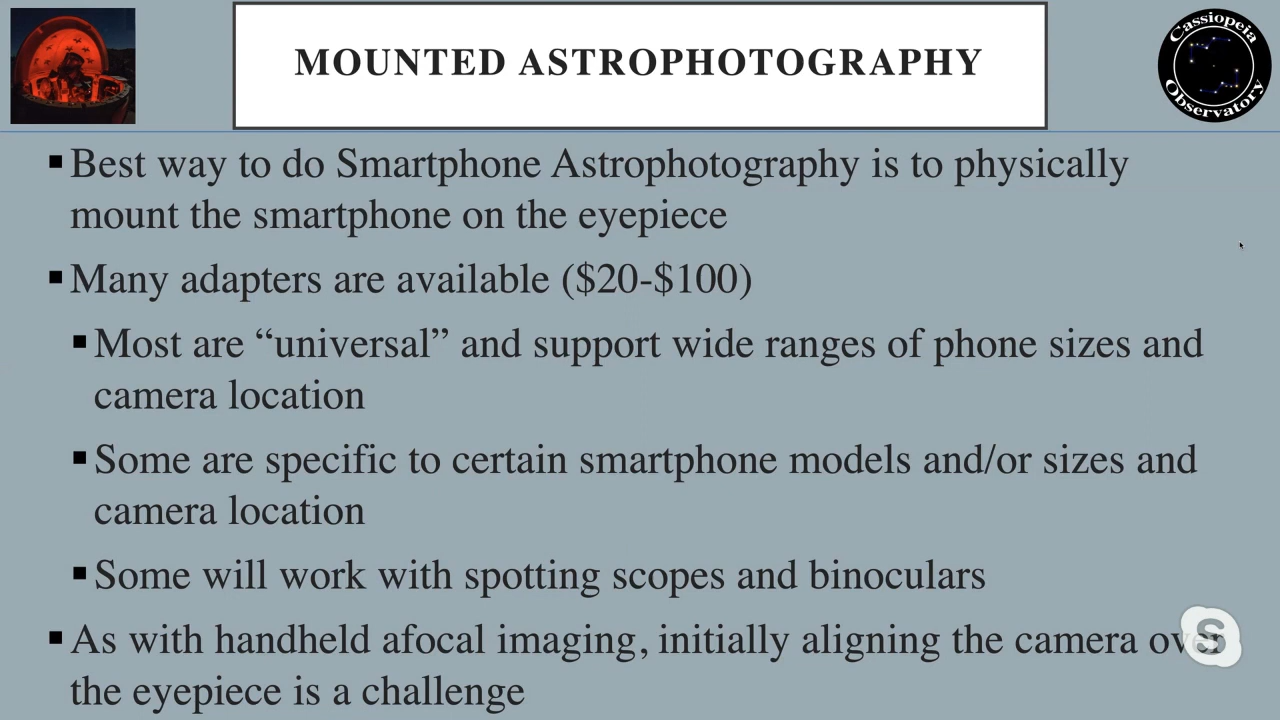 MOUNTED ASTROPHOTOGRAPHY
Cassiopeia
Observatory
▪Best way to do Smartphone Astrophotography is to physically
mount the smartphone on the eyepiece
▪Many adapters are available ($20-$100)
▪Most are “universal” and support wide ranges of phone sizes and
camera location
▪Some are specific to certain smartphone models and/or sizes and
camera location
▪Some will work with spotting scopes and binoculars
▪As with handheld afocal imaging, initially aligning the camera over
the eyepiece is a challenge